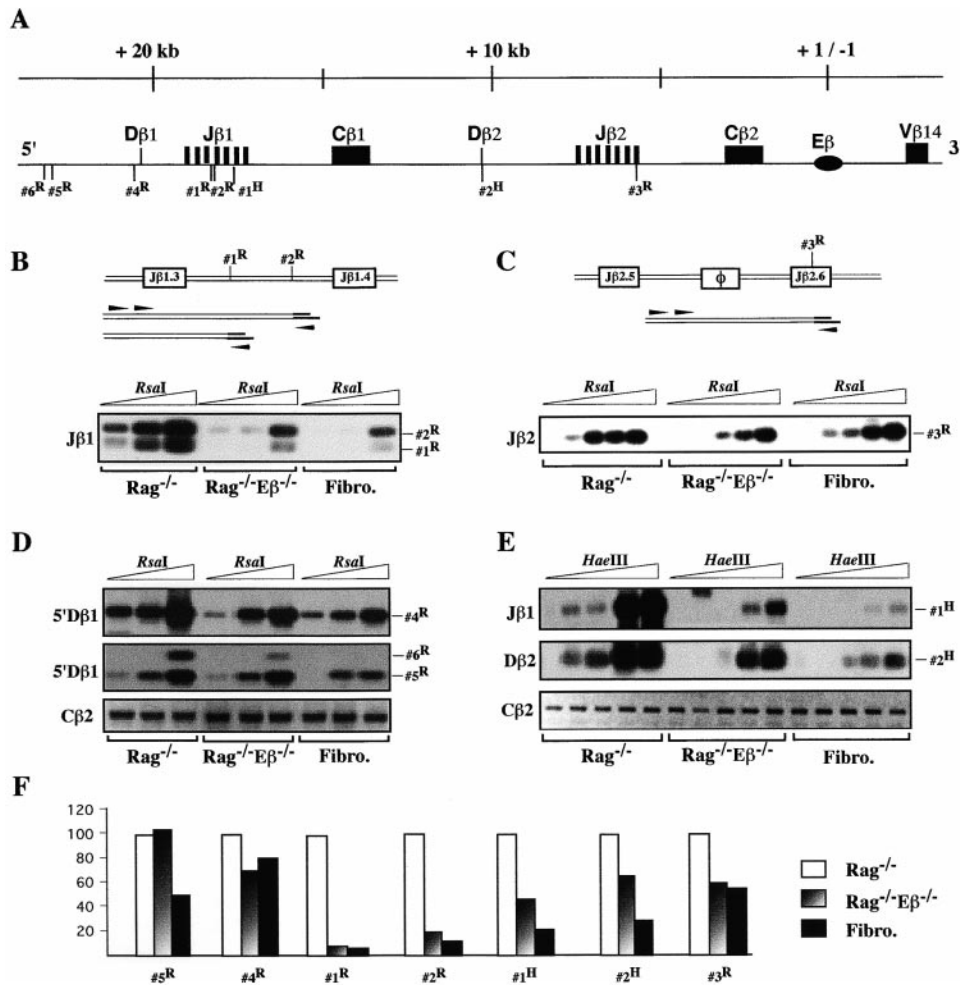 A
+ 20 kb + 10 kb + 1 / -1
5' Dβ1 Jβ1 Cβ1 Dβ2 Jβ2 Cβ2 Eβ Vβ14 3
#6R #5R #4R #1R #2R #1H #2H #3R
B
#1R #2R
Jβ1.3 Jβ1.4
RsaI RsaI RsaI
Jβ1 #2R
#1R
Rag-/- Rag-/-Eβ-/- Fibro.
C
#3R
Jβ2.5 φ Jβ2.6
RsaI RsaI RsaI
Jβ2 #3R
Rag-/- Rag-/-Eβ-/- Fibro.
D
RsaI RsaI RsaI
5'Dβ1 #4R
#6R
5'Dβ1 #5R
Cβ2
Rag-/- Rag-/-Eβ-/- Fibro.
E
HaeIII HaeIII HaeIII
Jβ1 #1H
Dβ2 #2H
Cβ2
Rag-/- Rag-/-Eβ-/- Fibro.
F
120
100
80
60
40
20
#5R #4R #1R #2R #1H #2H #3R
Rag-/-
Rag-/-Eβ-/-
Fibro.